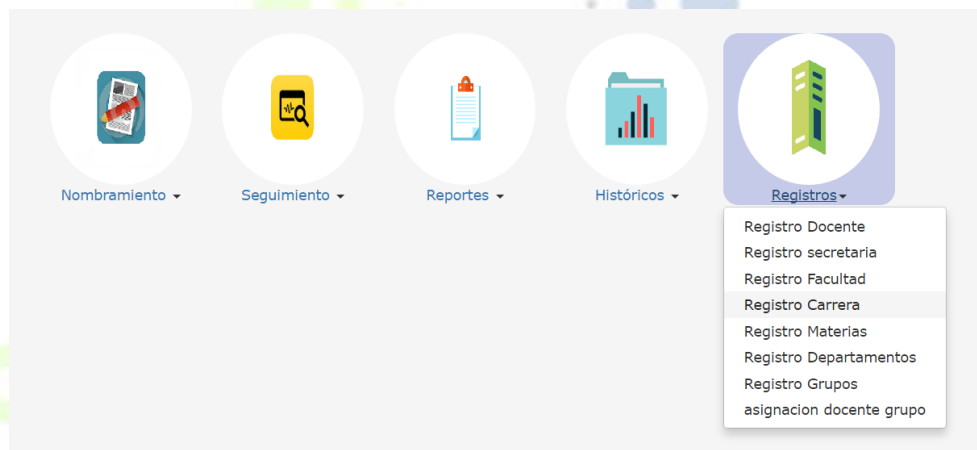 Nombramiento
Seguimiento
Reportes
Históricos
Registros
Registro Docente
Registro secretaria
Registro Facultad
Registro Carrera
Registro Materias
Registro Departamentos
Registro Grupos
asignacion docente grupo